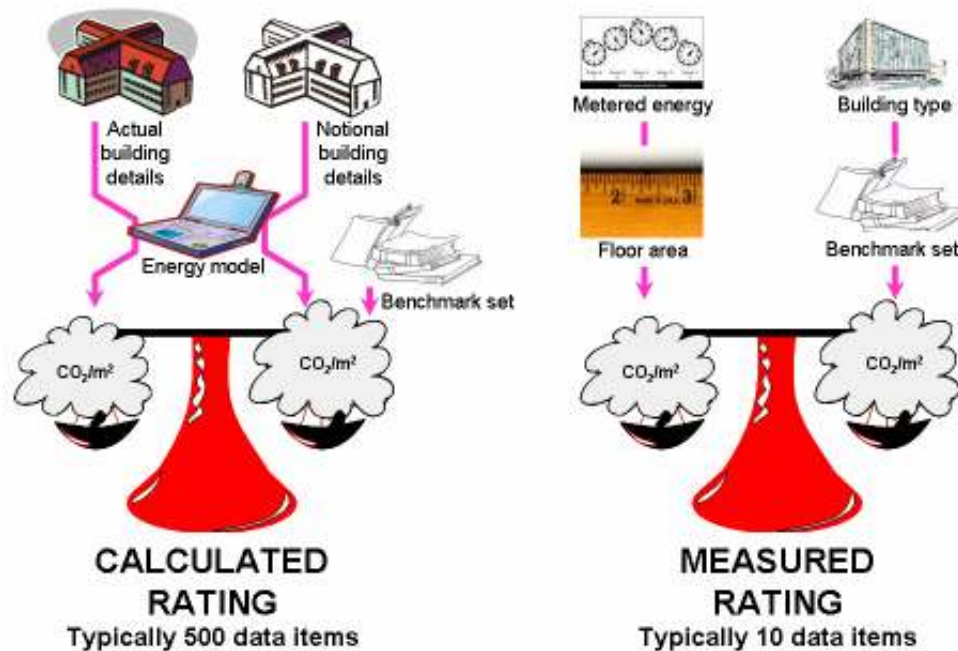 Actual
building
details
Notional
building
details
Energy model
Benchmark set
CO₂/m²
CO₂/m²
CALCULATED
RATING
Typically 500 data items
Metered energy
Building type
2
3
Floor area
Benchmark set
CO₂/m²
CO₂/m²
MEASURED
RATING
Typically 10 data items